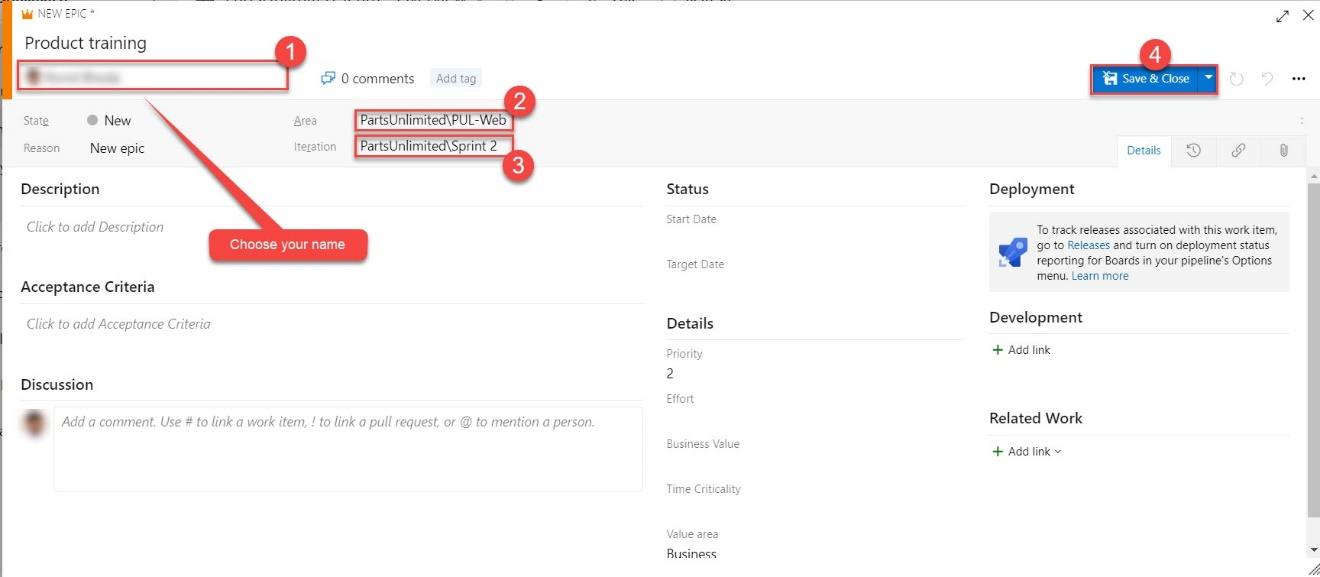 NEW EPIC *
Product training
1
0 comments
Add tag
4
Save & Close
State
New
Area
PartsUnlimited\PUL-Web
2
Reason
New epic
Iteration
PartsUnlimited\Sprint 2
3
Details
Description
Click to add Description
Choose your name
Acceptance Criteria
Click to add Acceptance Criteria
Discussion
Add a comment. Use # to link a work item, ! to link a pull request, or @ to mention a person.
Status
Start Date
Target Date
Details
Priority
2
Effort
Business Value
Time Criticality
Value area
Business
Deployment
To track releases associated with this work item,
go to Releases and turn on deployment status
reporting for Boards in your pipeline's Options
menu. Learn more
Development
+ Add link
Related Work
+ Add link